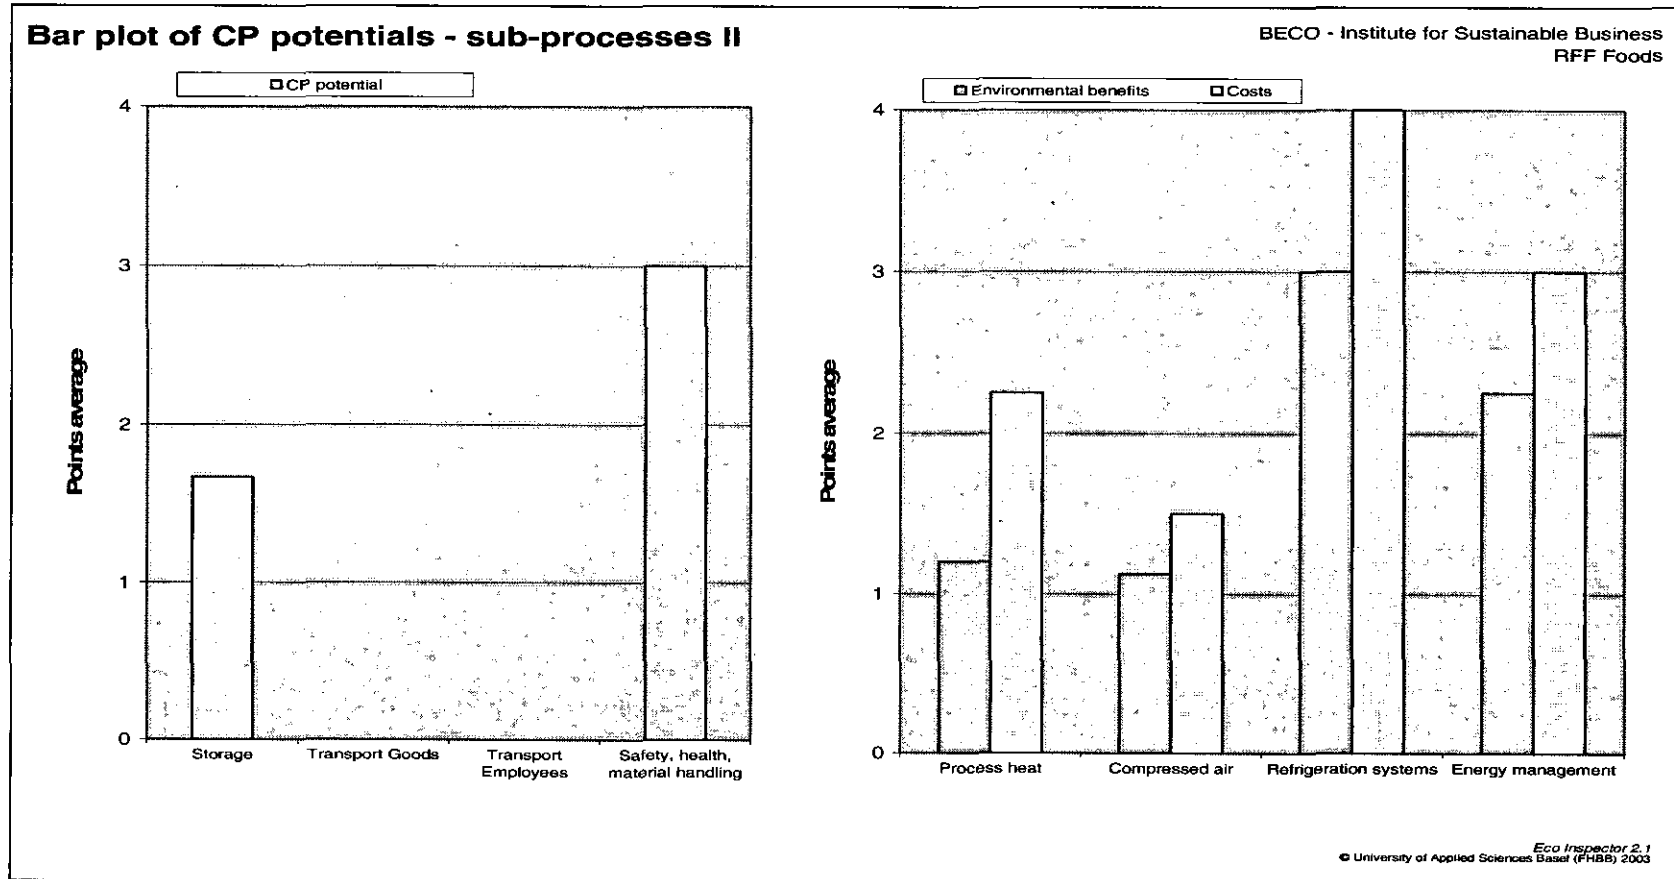 Bar plot of CP potentials - sub-processes II
BECO - Institute for Sustainable Business
RFF Foods
CP potential
4
3
2
1
0
Points average
Storage
Transport Goods
Transport
Employees
Safety, health,
material handling
Environmental benefits
Costs
4
3
2
1
0
Points average
Process heat
Compressed air
Refrigeration systems
Energy management
Eco Inspector 2.1
© University of Applied Sciences Basel (FHBB) 2003